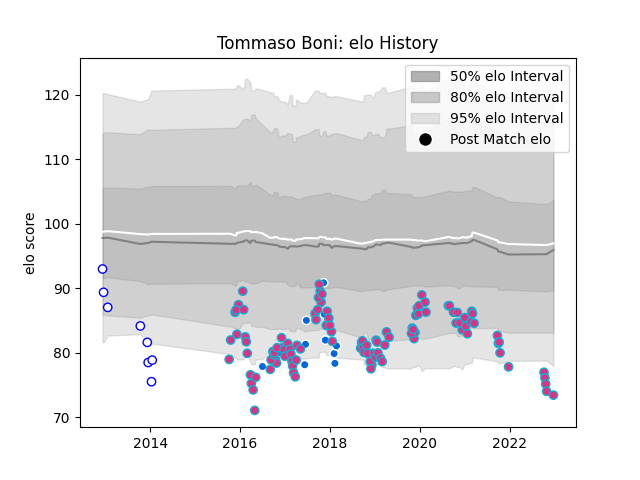 Tommaso Boni: elo History
50% elo Interval
80% elo Interval
95% elo Interval
Post Match elo
elo score
120
110
100
90
80
70
2014
2016
2018
2020
2022